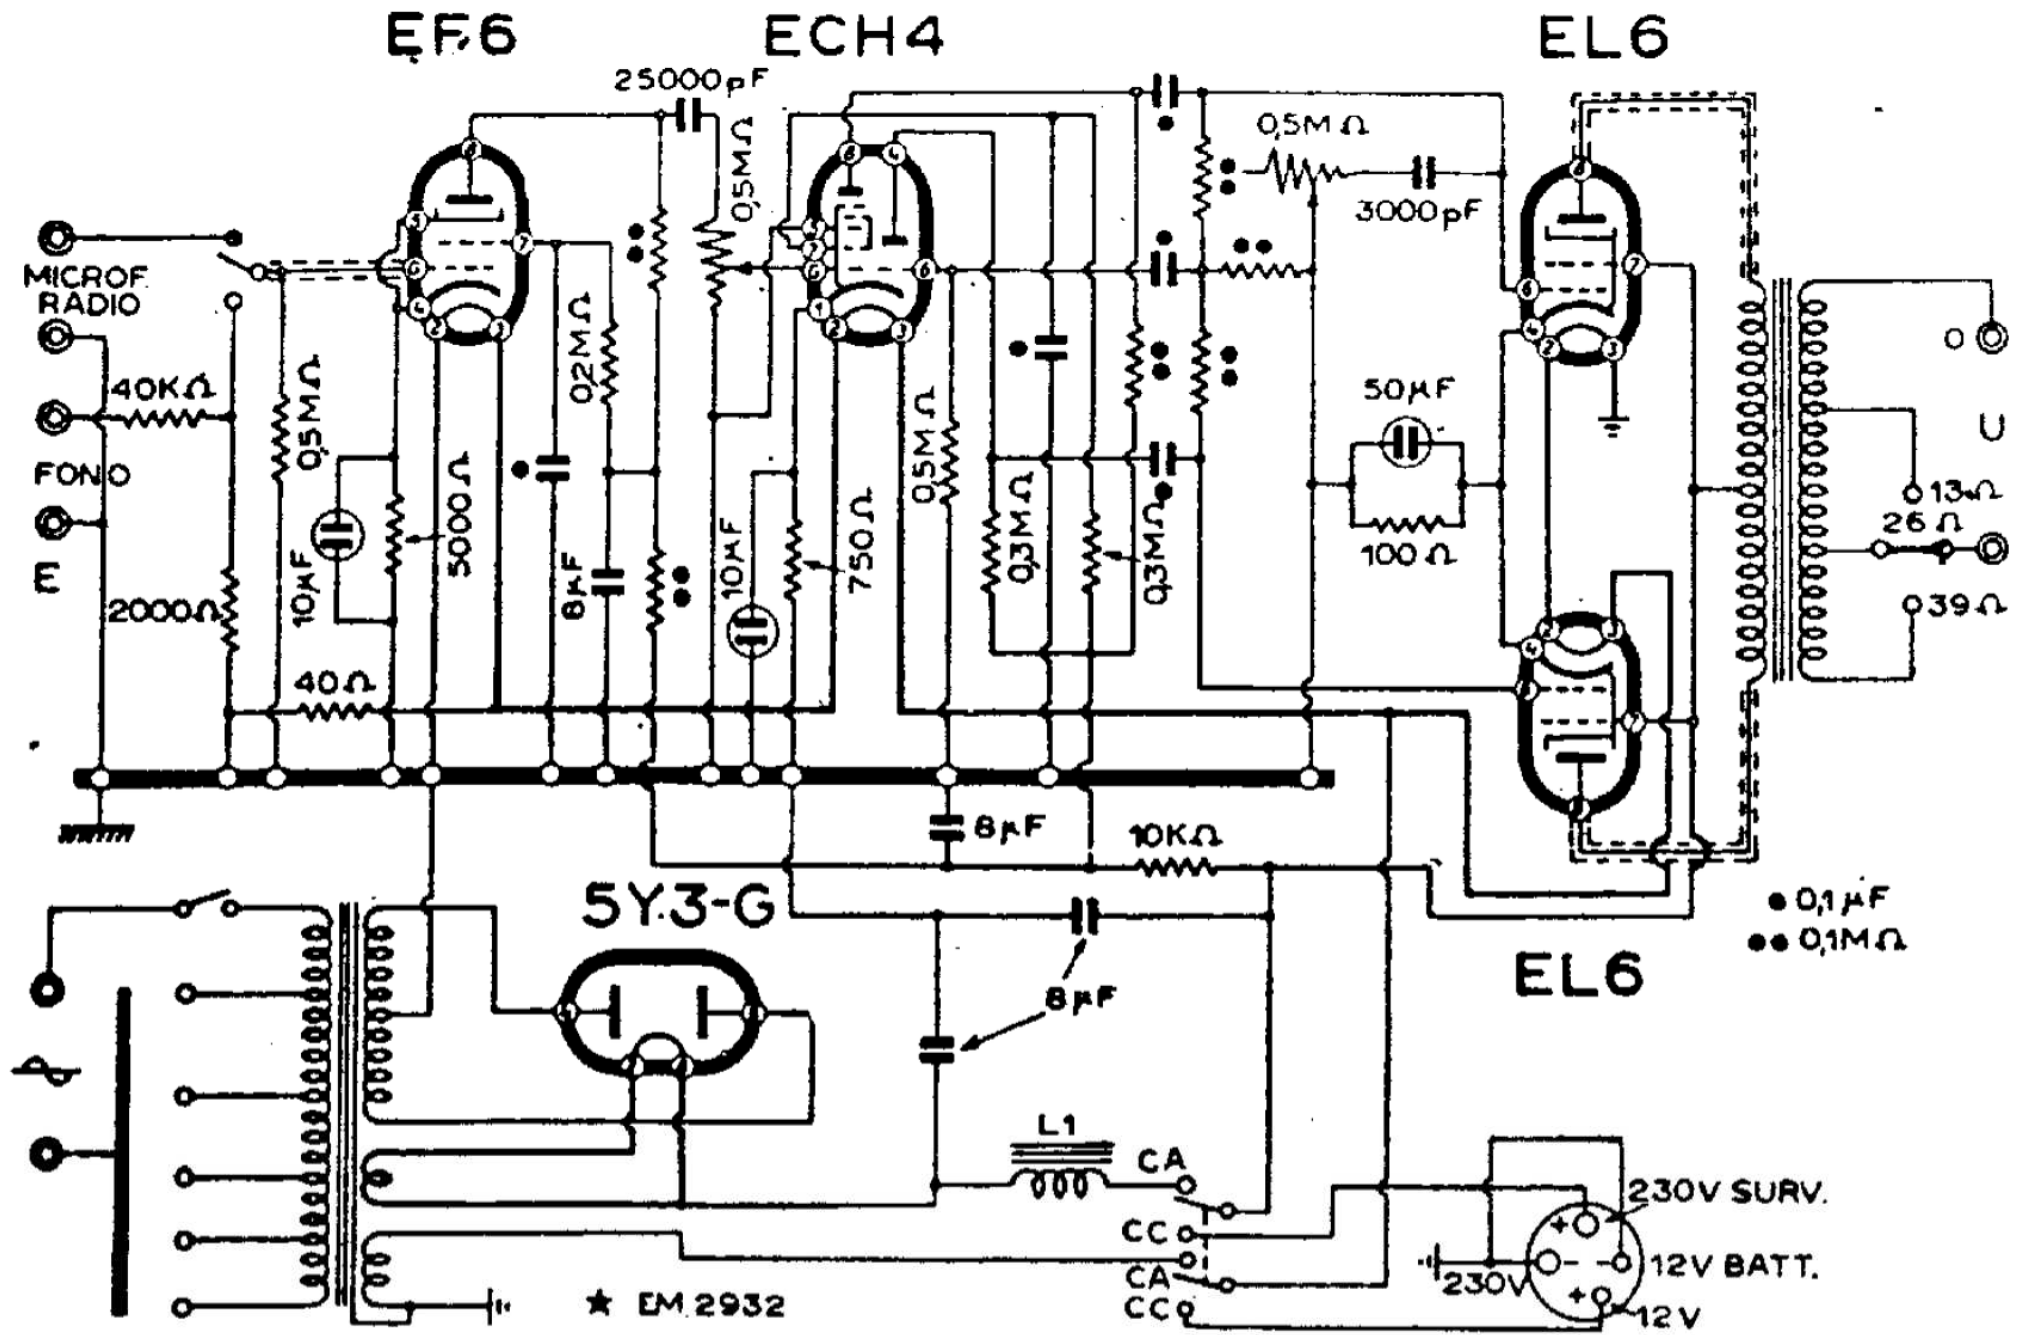 EF6
ECH4
EL6
25000pF
0,5MΩ
0,5MΩ
3000pF
MICROF.
RADIO
40KΩ
FONO
E
2000Ω
0,5MΩ
10µF
40Ω
5000Ω
0,2MΩ
8µF
10µF
750Ω
0,5MΩ
0,3MΩ
0,3MΩ
50µF
100Ω
O
U
13Ω
26Ω
39Ω
8µF
10KΩ
5Y3-G
8µF
● 0,1µF
●● 0,1MΩ
EL6
L1
CA
CC
CA
CC
230V SURV.
12V BATT.
230V
12V
★ EM.2932